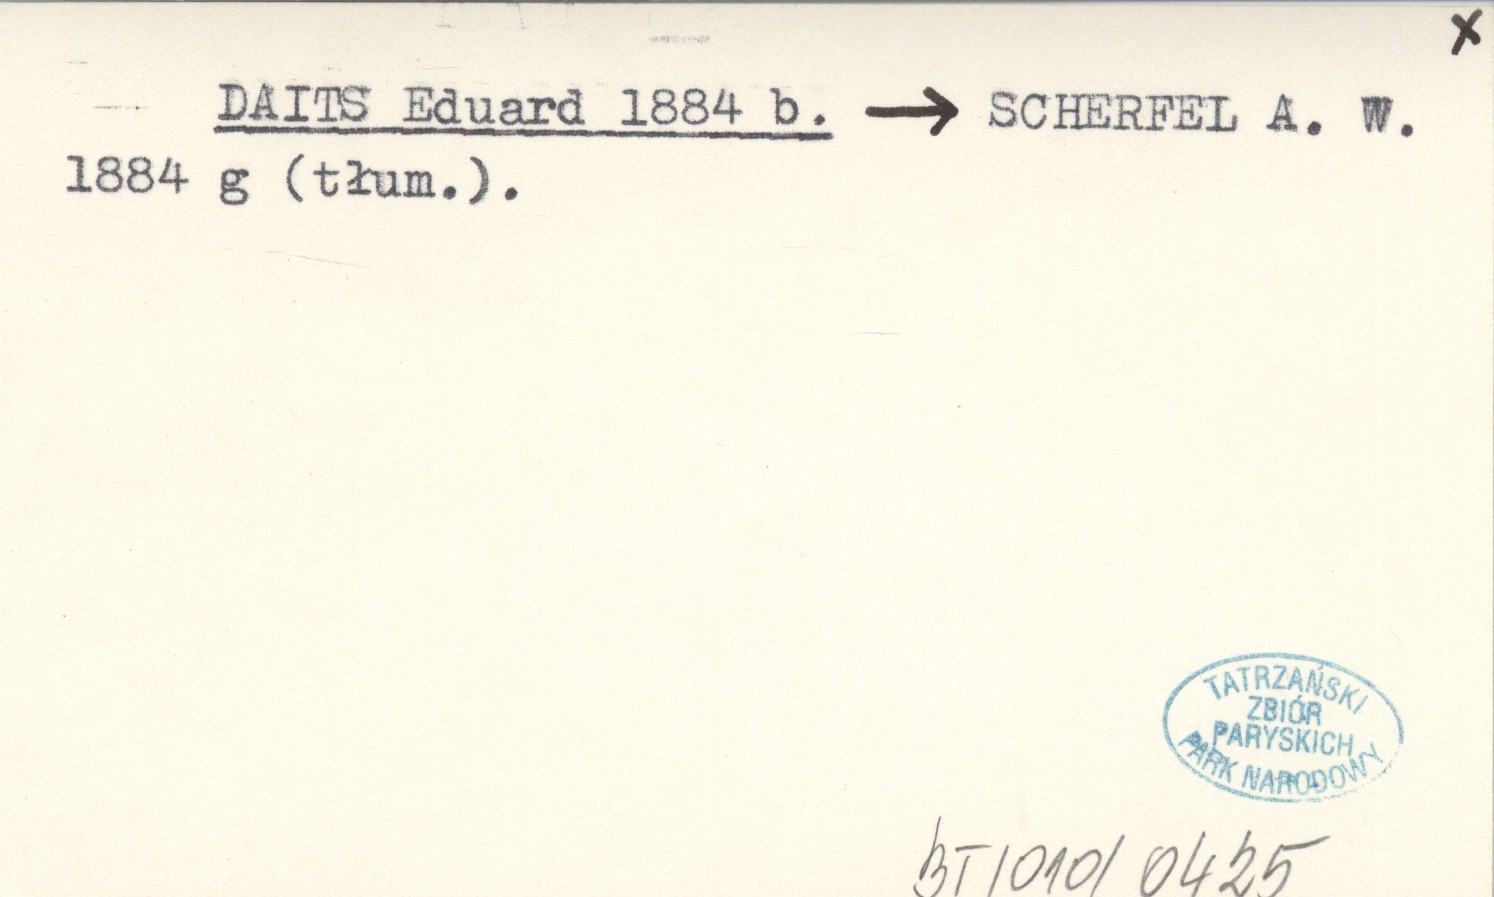 x
DAITS Eduard 1884 b. → SCHERFEL A. W.
1884 g (tłum.).
TATRZAŃSKI
ZBIÓR
PARYSKICH
PARK NARODOWY
BT/010/ 0425